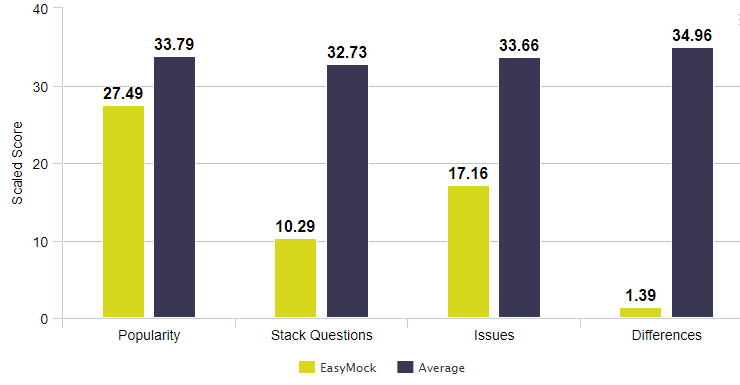 40
30
20
10
0
Scaled Score
27.49
33.79
10.29
32.73
17.16
33.66
1.39
34.96
Popularity
Stack Questions
Issues
Differences
EasyMock
Average